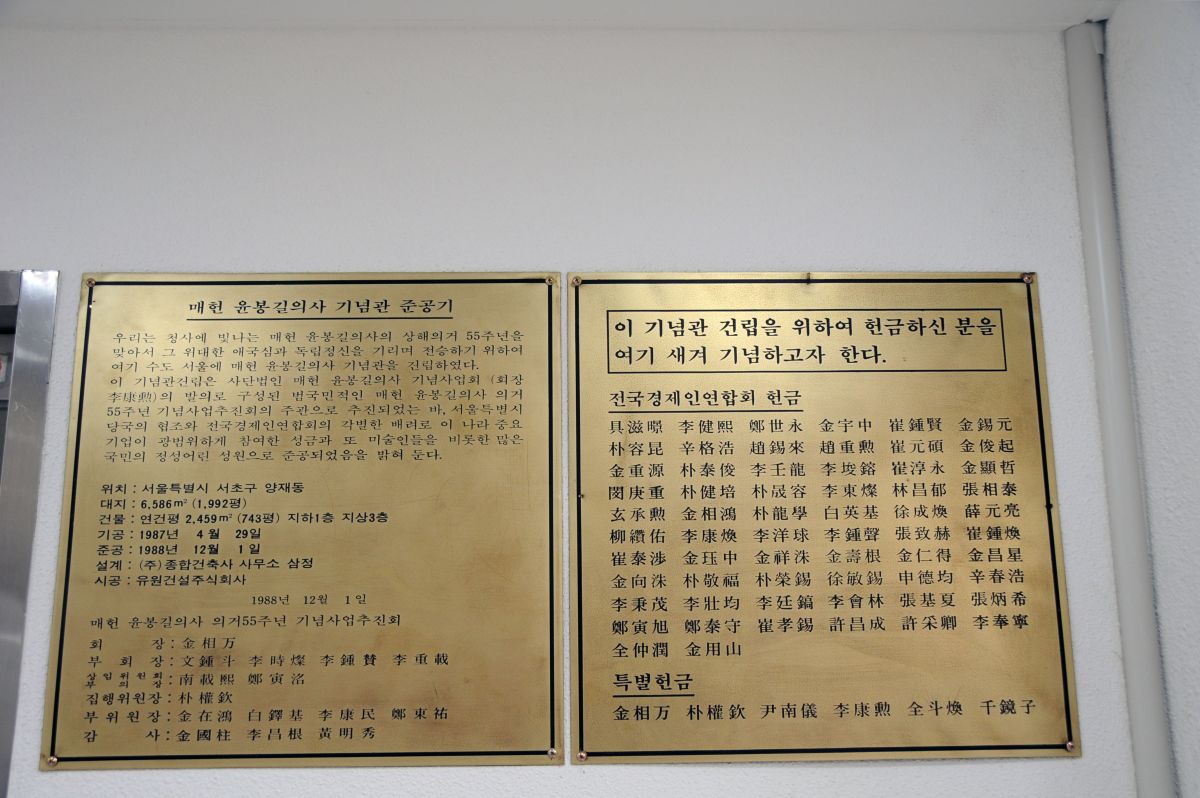 매헌 윤봉길의사 기념관 준공기
우리는 청사에 빛나는 매헌 윤봉길의사의 상해의거 55주년을
맞아서 그 위대한 애국심과 독립정신을 기리며 전승하기 위하여
여기 수도 서울에 매헌 윤봉길의사 기념관을 건립하였다.
이 기념관건립은 사단법인 매헌 윤봉길의사 기념사업회 (회장
李康勲)의 발의로 구성된 범국민적인 매헌 윤봉길의사 의거
55주년 기념사업추진회의 주관으로 추진되었는 바, 서울특별시
당국의 협조와 전국경제인연합회의 각별한 배려로 이 나라 주요
기업이 광범위하게 참여한 성금과 또 미술인들을 비롯한 많은
국민의 정성어린 성원으로 준공되었음을 밝혀 둔다.
위치 : 서울특별시 서초구 양재동
대지 : 6,586㎡ (1,992평)
건물 : 연건평 2,459㎡ (743평) 지하1층 지상3층
기공 : 1987년 4월 29일
준공 : 1988년 12월 1일
설계 : (주)종합건축사 사무소 삼정
시공 : 유원건설주식회사
1988년 12월 1일
매헌 윤봉길의사 의거55주년 기념사업추진회
회 장 : 金相万
부 회 장 : 文鍾斗 李時燦 李鍾贊 李重載
상임위원회
부 의 장 : 南載熙 鄭寅洺
집행위원장 : 朴權欽
부위원장 : 金在鴻 白鐸基 李康民 鄭東祐
감 사 : 金國柱 李昌根 黃明秀
이 기념관 건립을 위하여 헌금하신 분을
여기 새겨 기념하고자 한다.
전국경제인연합회 헌금
具滋暻 李健熙 鄭世永 金宇中 崔鍾賢 金錫元
朴容昆 辛格浩 趙錫來 趙重勲 崔元碩 金俊起
金重源 朴泰俊 李壬龍 李埈鎔 崔淳永 金顯哲
閔庚重 朴健培 朴晟容 李東燦 林昌郁 張相泰
玄承勲 金相鴻 朴龍學 白英基 徐成煥 薛元亮
柳纘佑 李康煥 李洋球 李鍾聲 張致赫 崔鍾煥
崔泰涉 金珏中 金祥洙 金壽根 金仁得 金昌星
金向洙 朴敬福 朴榮錫 徐敏錫 申德均 辛春浩
李秉茂 李壯均 李廷鎬 李會林 張基夏 張炳希
鄭寅旭 鄭泰守 崔孝錫 許昌成 許采卿 李奉寧
全仲潤 金用山
특별헌금
金相万 朴權欽 尹南儀 李康勲 全斗煥 千鏡子